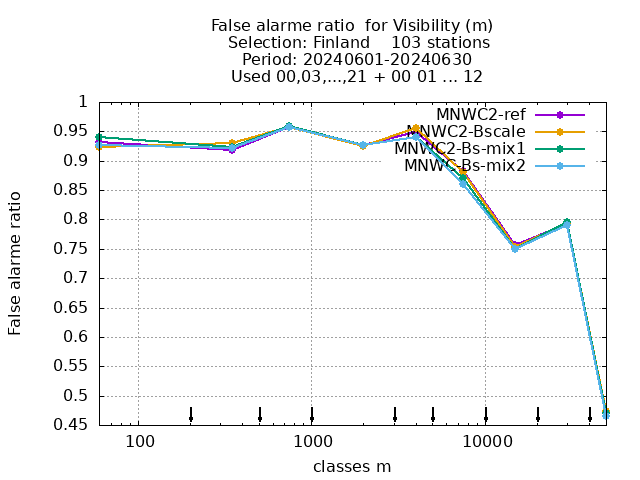 False alarme ratio  for Visibility (m)
Selection: Finland    103 stations
Period: 20240601-20240630
Used 00,03,...,21 + 00 01 ... 12
MNWC2-ref
MNWC2-Bscale
MNWC2-Bs-mix1
MNWC-Bs-mix2
1
0.95
0.9
0.85
0.8
0.75
0.7
0.65
0.6
0.55
0.5
0.45
False alarme ratio
100 1000 10000
classes m